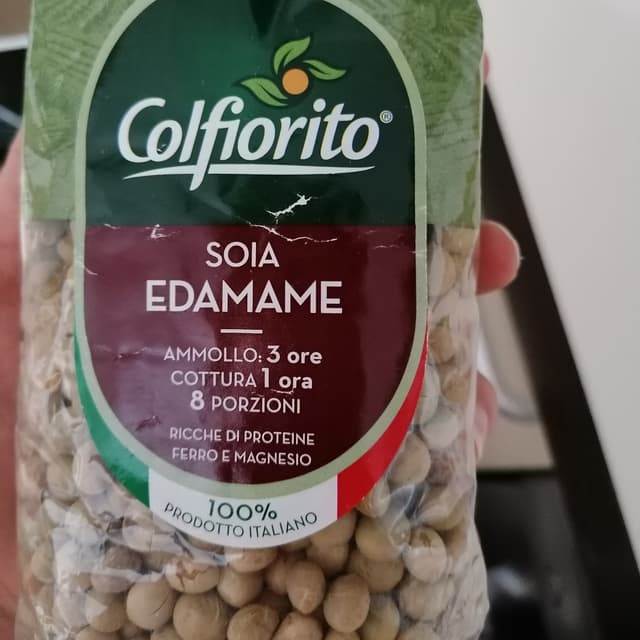 Colfiorito®
SOIA
EDAMAME
AMMOLLO: 3 ore
COTTURA 1 ora
8 PORZIONI
RICCHE DI PROTEINE
FERRO E MAGNESIO
100%
PRODOTTO ITALIANO